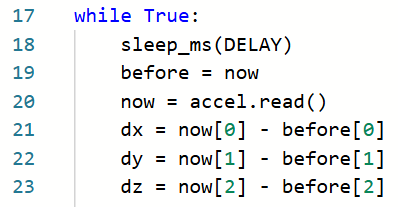 17 while True:
18     sleep_ms(DELAY)
19     before = now
20     now = accel.read()
21     dx = now[0] - before[0]
22     dy = now[1] - before[1]
23     dz = now[2] - before[2]